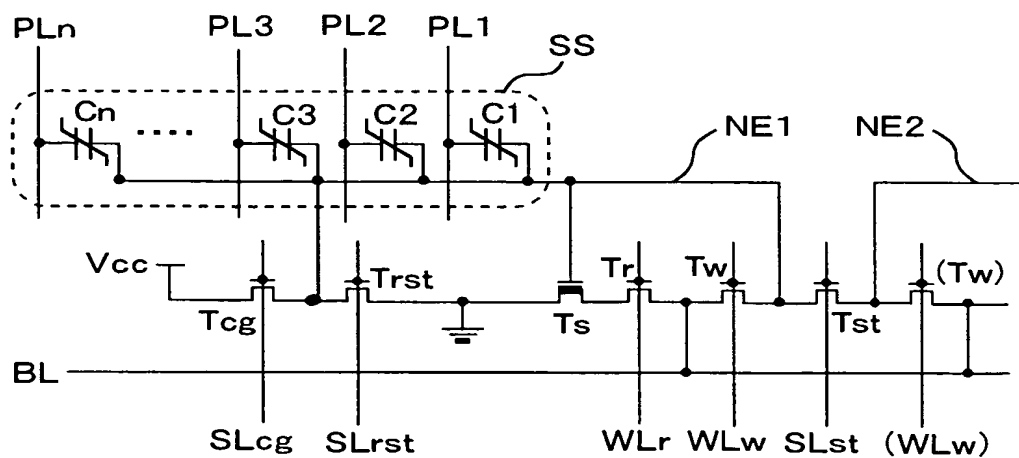 PLn PL3 PL2 PL1
SS
Cn .... C3 C2 C1
NE1 NE2
Vcc Trst Tr Tw (Tw)
Tcg Ts Tst
BL
SLcg SLrst WLr WLw SLst (WLw)